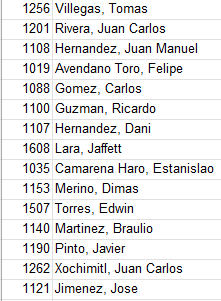 1256 Villegas, Tomas
1201 Rivera, Juan Carlos
1108 Hernandez, Juan Manuel
1019 Avendano Toro, Felipe
1088 Gomez, Carlos
1100 Guzman, Ricardo
1107 Hernandez, Dani
1608 Lara, Jaffett
1035 Camarena Haro, Estanislao
1153 Merino, Dimas
1507 Torres, Edwin
1140 Martinez, Braulio
1190 Pinto, Javier
1262 Xochimitl, Juan Carlos
1121 Jimenez, Jose